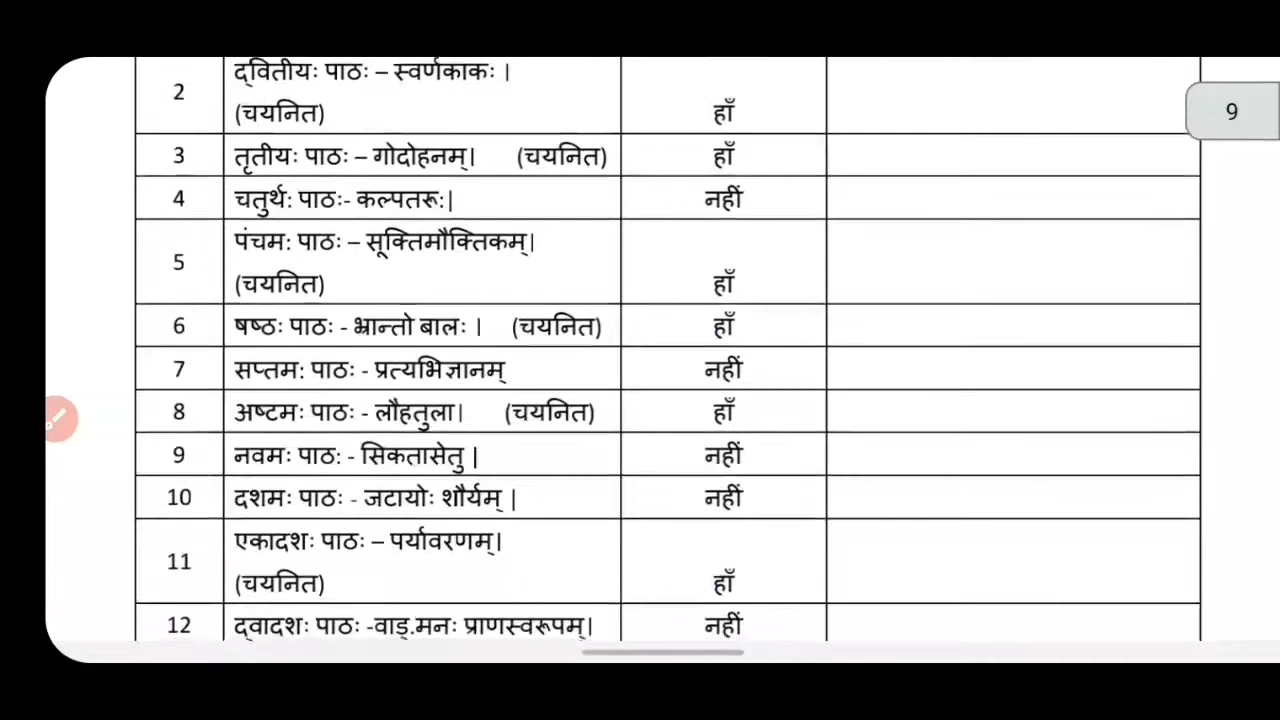 द्वितीयः पाठः – स्वर्णकाकः |
2
(चयनित) हाँ
9
3 तृतीयः पाठः – गोदोहनम्| (चयनित) हाँ
4 चतुर्थ: पाठः- कल्पतरू:| नहीं
पंचम: पाठः – सूक्तिमौक्तिकम्|
5
(चयनित) हाँ
6 षष्ठः पाठः - भ्रान्तो बालः | (चयनित) हाँ
7 सप्तम: पाठः - प्रत्यभिज्ञानम् नहीं
8 अष्टमः पाठः - लौहतुला| (चयनित) हाँ
9 नवमः पाठ: - सिकतासेतु | नहीं
10 दशमः पाठः - जटायोः शौर्यम् | नहीं
एकादशः पाठः – पर्यावरणम्|
11
(चयनित) हाँ
12 द्वादशः पाठः -वाड्.मनः प्राणस्वरूपम्| नहीं